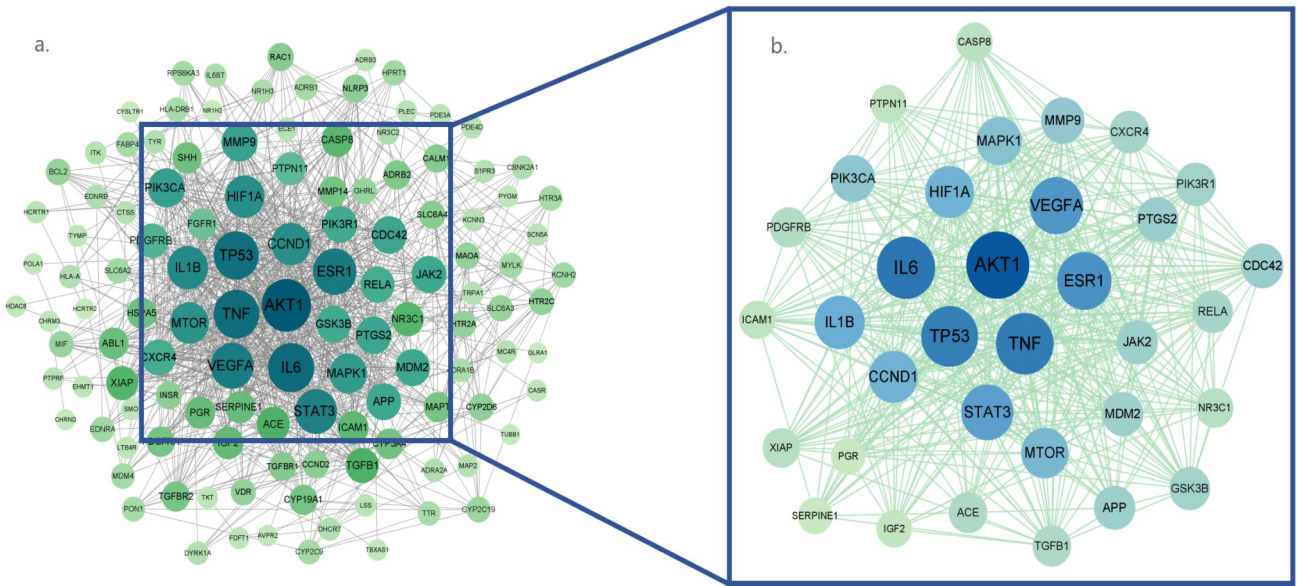 a.
RAC1
ADRB3
RPS6KA3
IL6ST
HPRT1
NR1H3
ADRB1
NLRP3
CYSLTR1
HLA-DRB1
NR1H2
PLEC
PDE3A
ECE1
NR3C2
PDE4D
ITK
FABP4
TYR
MMP9
CASP8
SHH
PTPN11
CALM1
BCL2
EDNRB
PIK3CA
ADRB2
S1PR3
CSNK2A1
HCRTR1
CTSS
HIF1A
MMP14
GHRL
PYGM
HTR3A
TYMP
PDGFRB
FGFR1
PIK3R1
SLC6A4
KCNN3
CCND1
CDC42
SCN5A
POLA1
HLA-A
SLC6A2
IL1B
TP53
ESR1
RELA
JAK2
MAOA
MYLK
KCNH2
HDAC8
HCRTR2
HSPA5
AKT1
TRPA1
CHRM3
MTOR
TNF
GSK3B
NR3C1
SLC6A3
HTR2C
MIF
ABL1
PTGS2
HTR2A
PTPRF
CXCR4
VEGFA
IL6
MAPK1
MDM2
ADRA1B
MC4R
GLRA1
EHMT1
XIAP
INSR
CASR
CHRND
SMO
PGR
SERPINE1
STAT3
APP
MAPT
CYP2D6
EDNRA
ACE
ICAM1
TUBB1
LTB4R
IGF2
CYP3A4
MDM4
TGFBR1
CCND2
TGFB1
ADRA2A
MAP2
PON1
TGFBR2
TKT
VDR
CYP19A1
LSS
TTR
CYP2C19
DYRK1A
FDFT1
AVPR2
DHCR7
CYP2C9
TBXAS1
b.
CASP8
PTPN11
MMP9
CXCR4
MAPK1
PIK3CA
HIF1A
PIK3R1
VEGFA
PTGS2
PDGFRB
IL6
AKT1
CDC42
ESR1
ICAM1
IL1B
RELA
TP53
TNF
JAK2
CCND1
NR3C1
STAT3
MDM2
XIAP
PGR
MTOR
GSK3B
SERPINE1
IGF2
ACE
APP
TGFB1